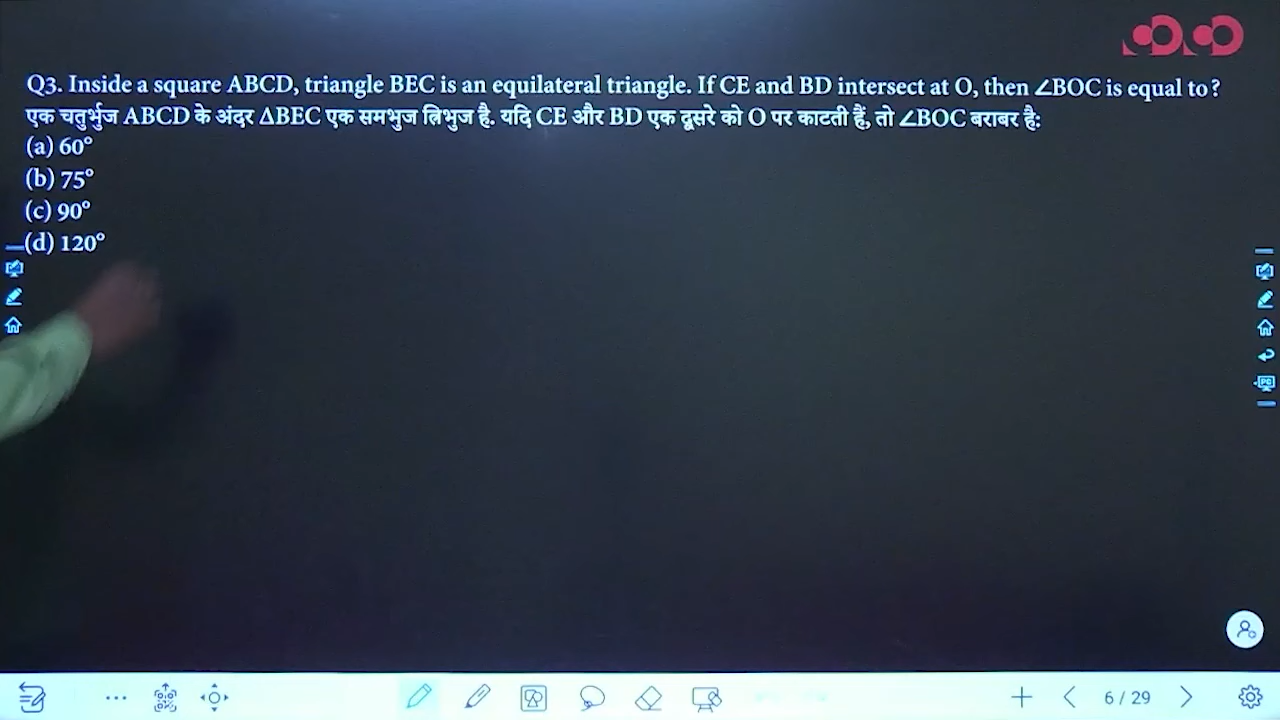 Q3. Inside a square ABCD, triangle BEC is an equilateral triangle. If CE and BD intersect at O, then ∠BOC is equal to?
एक चतुर्भुज ABCD के अंदर ΔBEC एक समभुज त्रिभुज है. यदि CE और BD एक दूसरे को O पर काटती हैं, तो ∠BOC बराबर है:
(a) 60°
(b) 75°
(c) 90°
(d) 120°
6 / 29